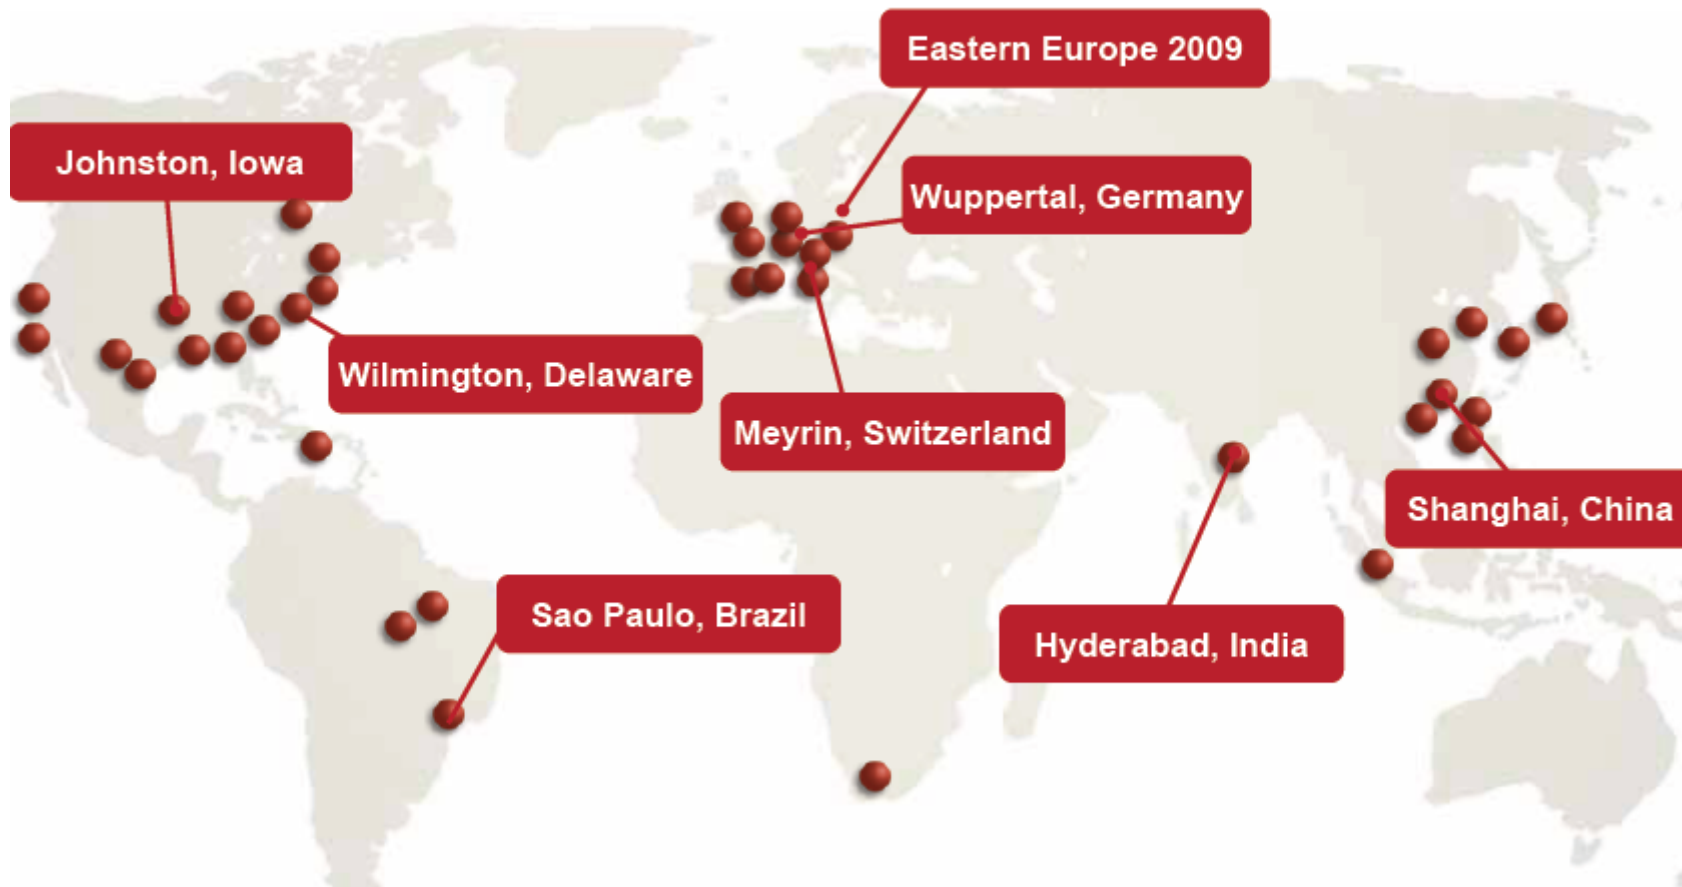 Eastern Europe 2009
Johnston, Iowa
Wuppertal, Germany
Wilmington, Delaware
Meyrin, Switzerland
Shanghai, China
Sao Paulo, Brazil
Hyderabad, India